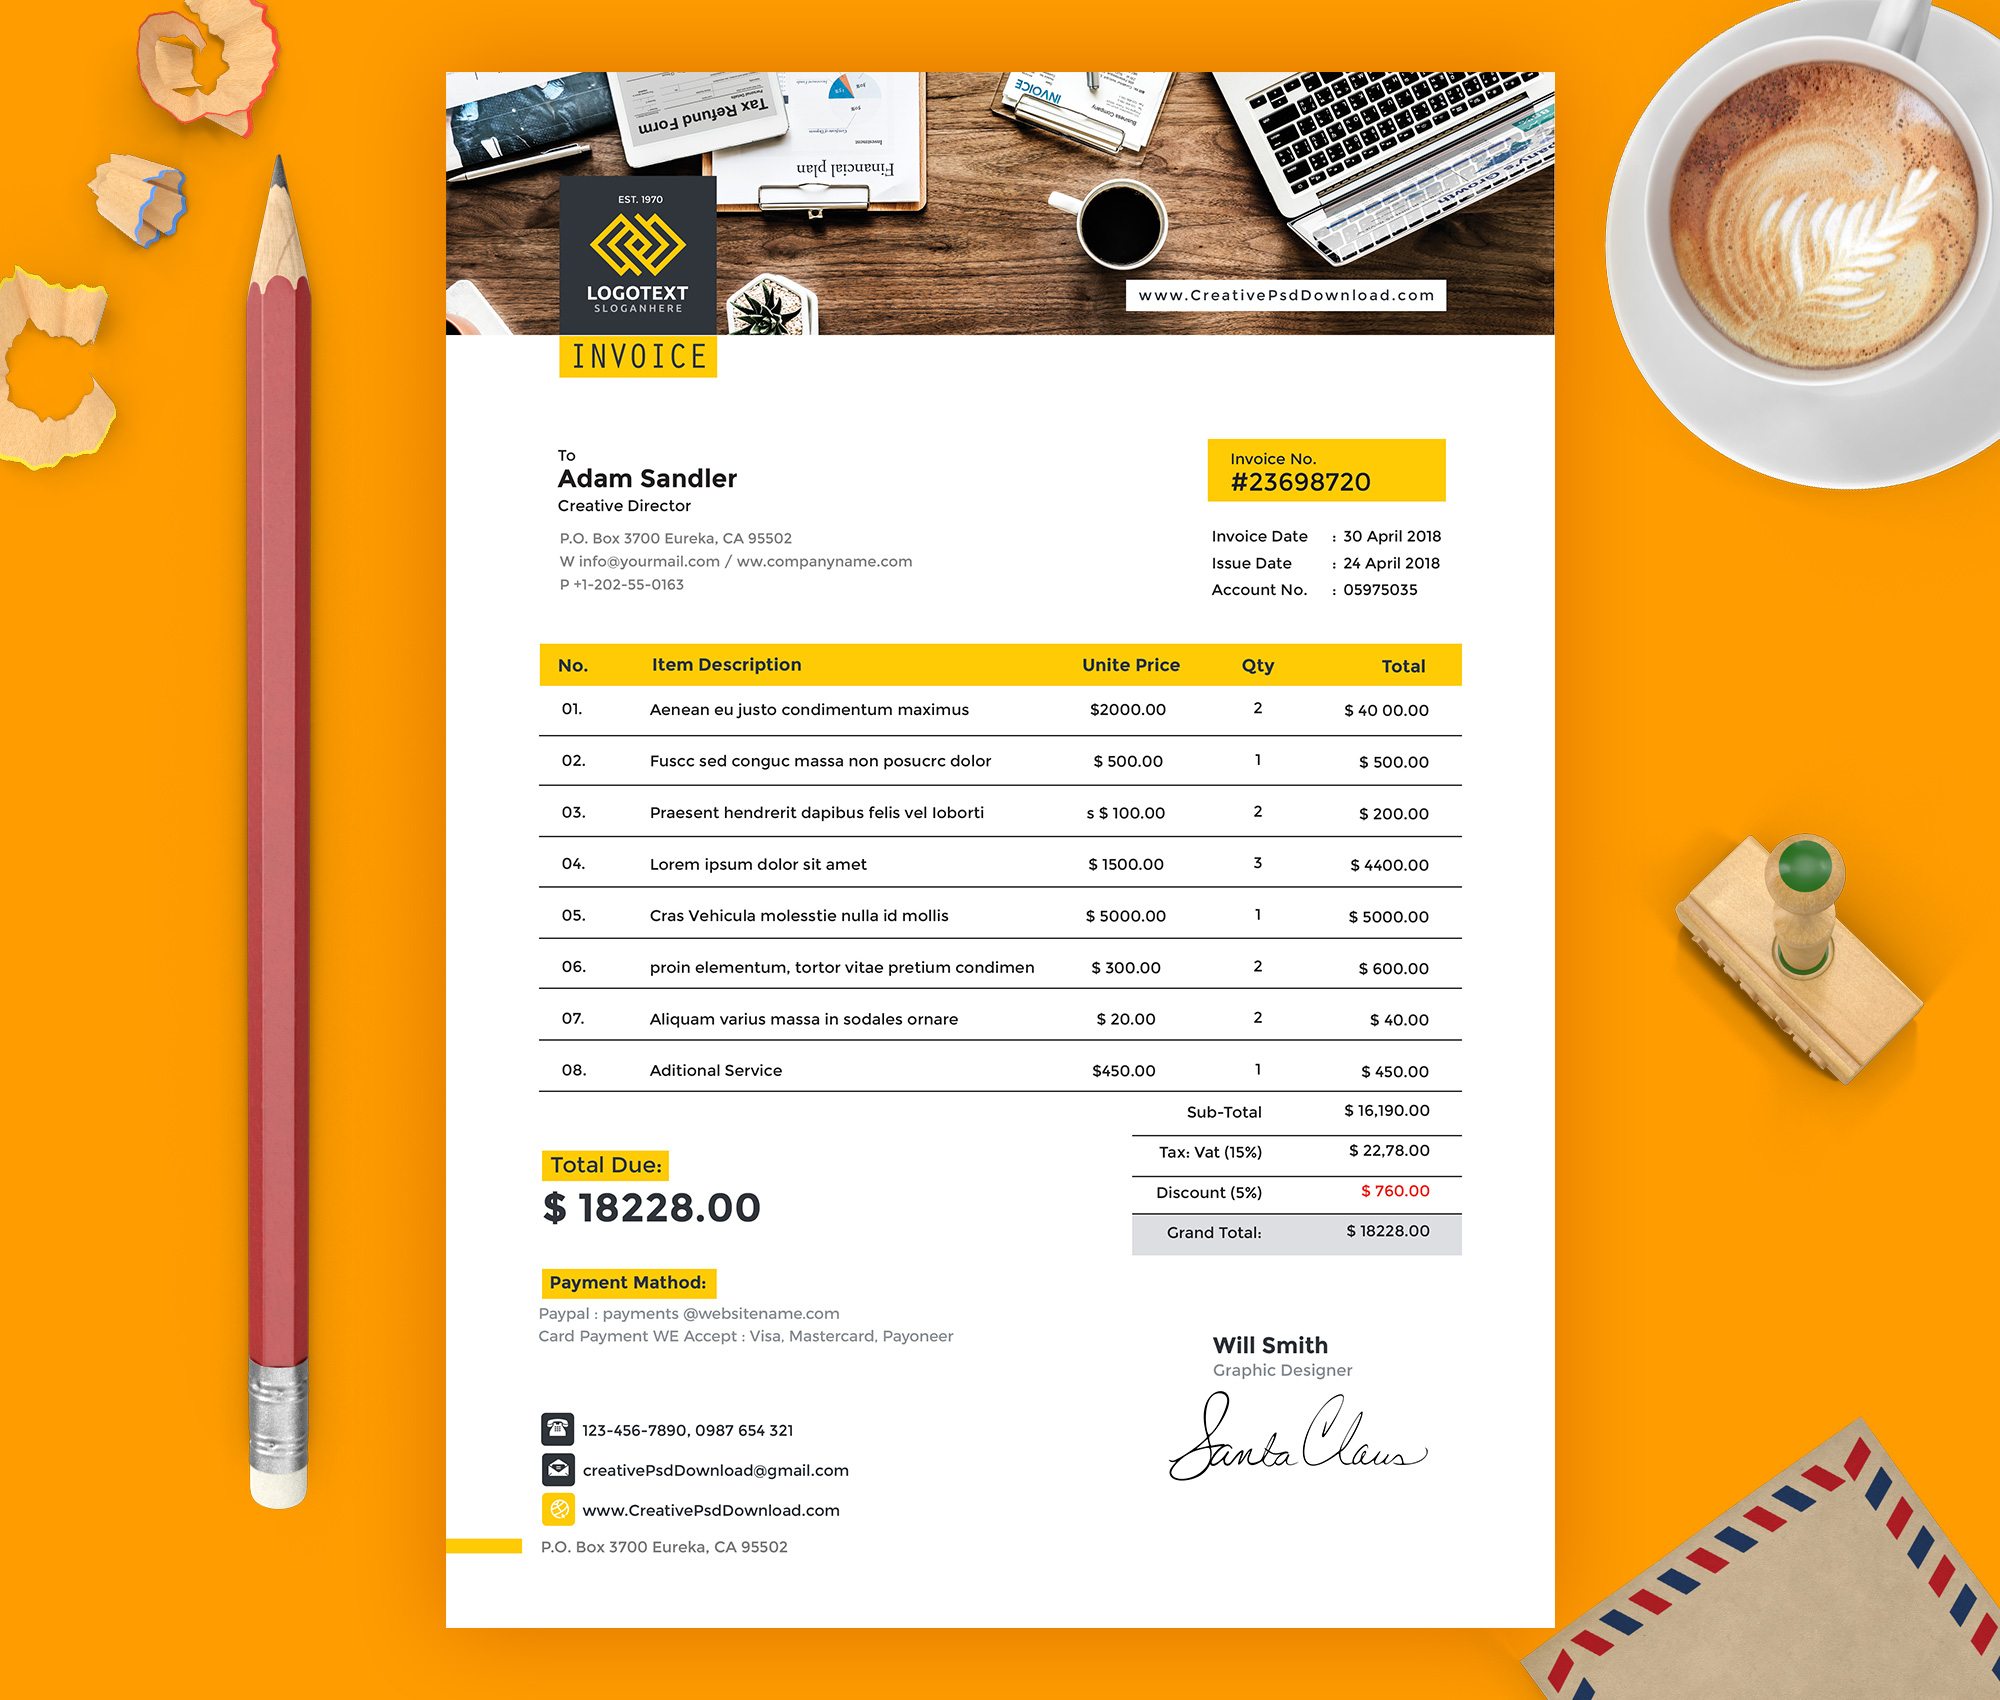 Tax Refund Form
Personal Details
Financial plan
Investment
INVOICE
Business Company
Growth
EST. 1970
LOGOTEXT
SLOGANHERE
www.CreativePsdDownload.com
INVOICE
To
Adam Sandler
Creative Director
P.O. Box 3700 Eureka, CA 95502
W info@yourmail.com / ww.companyname.com
P +1-202-55-0163
Invoice No.
#23698720
Invoice Date : 30 April 2018
Issue Date : 24 April 2018
Account No. : 05975035
No. Item Description Unite Price Qty Total
01. Aenean eu justo condimentum maximus $2000.00 2 $ 40 00.00
02. Fuscc sed conguc massa non posucrc dolor $ 500.00 1 $ 500.00
03. Praesent hendrerit dapibus felis vel loborti s $ 100.00 2 $ 200.00
04. Lorem ipsum dolor sit amet $ 1500.00 3 $ 4400.00
05. Cras Vehicula molesstie nulla id mollis $ 5000.00 1 $ 5000.00
06. proin elementum, tortor vitae pretium condimen $ 300.00 2 $ 600.00
07. Aliquam varius massa in sodales ornare $ 20.00 2 $ 40.00
08. Aditional Service $450.00 1 $ 450.00
Sub-Total $ 16,190.00
Tax: Vat (15%) $ 22,78.00
Discount (5%) $ 760.00
Grand Total: $ 18228.00
Total Due:
$ 18228.00
Payment Mathod:
Paypal : payments @websitename.com
Card Payment WE Accept : Visa, Mastercard, Payoneer
Will Smith
Graphic Designer
Santa Claus
123-456-7890, 0987 654 321
creativePsdDownload@gmail.com
www.CreativePsdDownload.com
P.O. Box 3700 Eureka, CA 95502